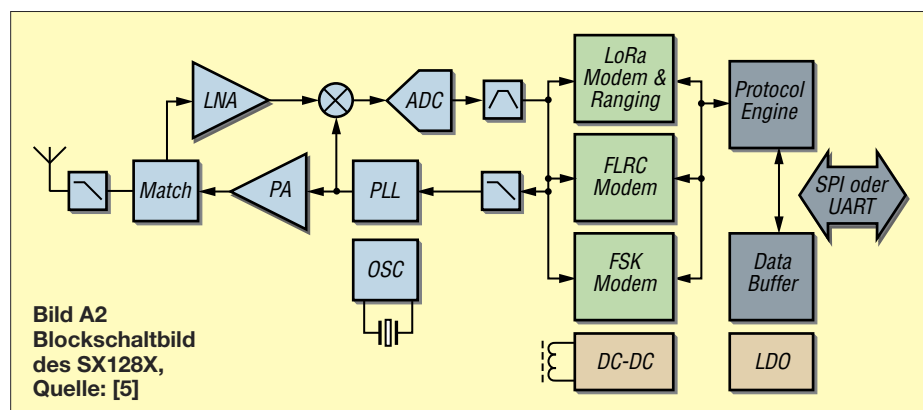 LNA
ADC
LoRa
Modem &
Ranging
Protocol
Engine
Match
PA
PLL
FLRC
Modem
SPI oder
UART
OSC
FSK
Modem
Data
Buffer
Bild A2
Blockschaltbild
des SX128X,
Quelle: [5]
DC-DC
LDO